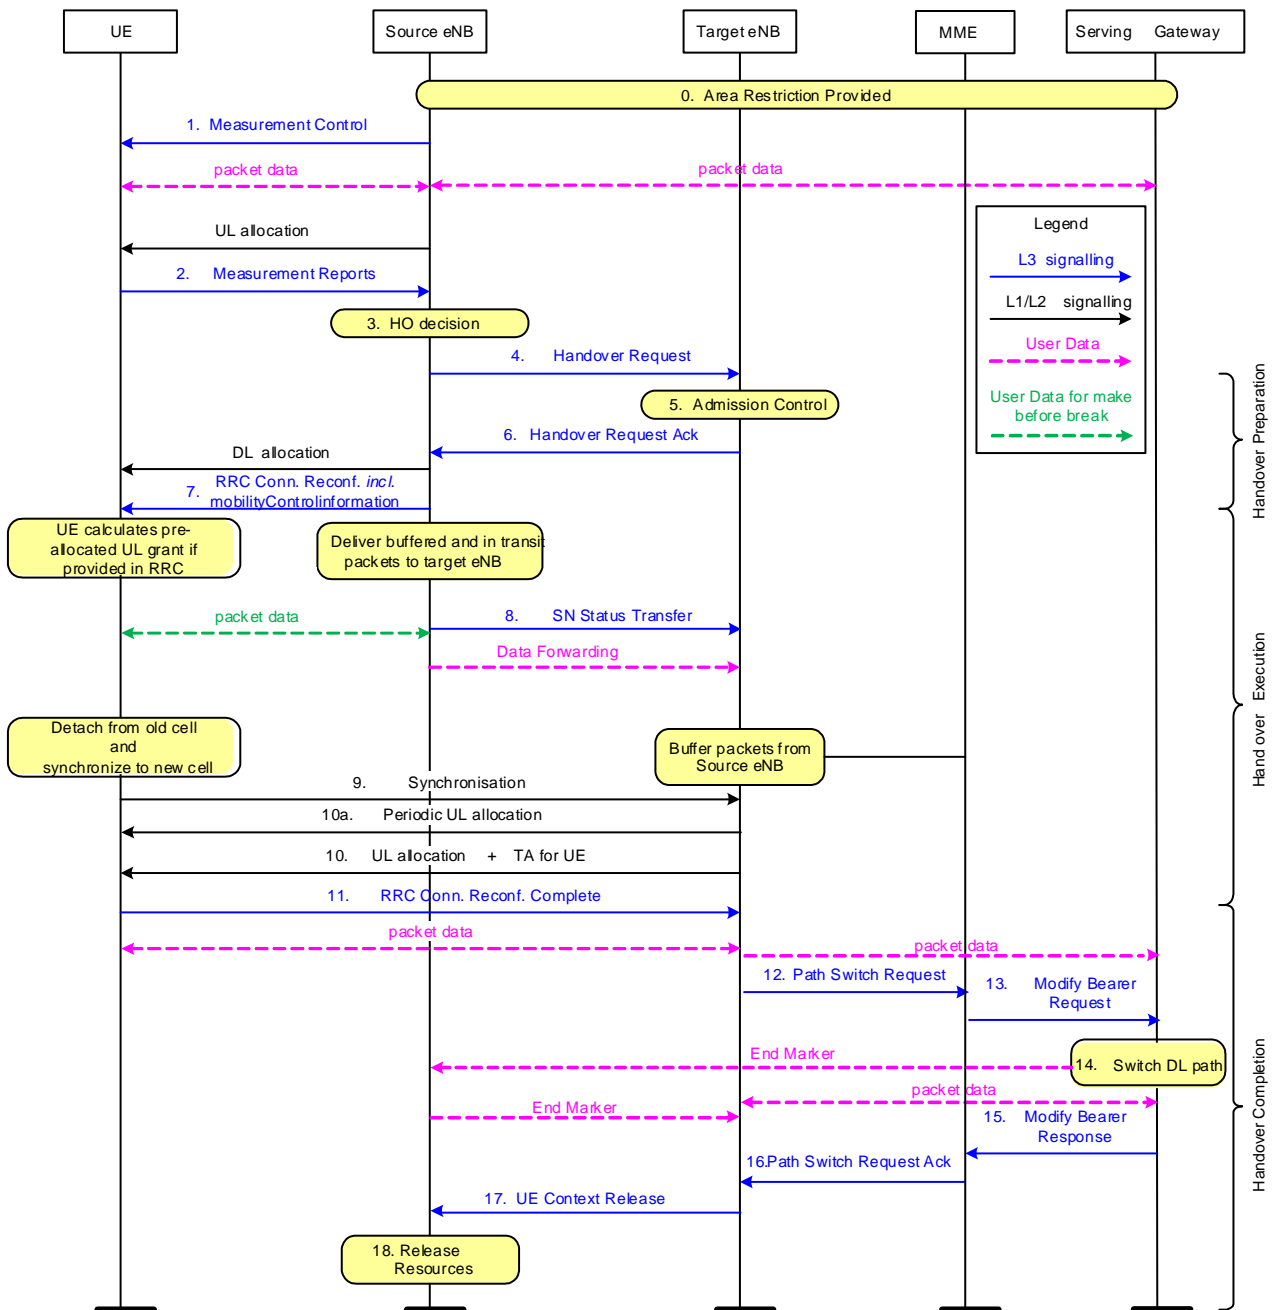 UE
Source eNB
Target eNB
MME
Serving Gateway
0. Area Restriction Provided
1. Measurement Control
packet data
packet data
Legend
UL allocation
L3 signalling
2. Measurement Reports
L1/L2 signalling
3. HO decision
User Data
4. Handover Request
User Data for make
before break
5. Admission Control
6. Handover Request Ack
DL allocation
Handover Preparation
7. RRC Conn. Reconf. incl.
mobilityControlinformation
UE calculates pre-
allocated UL grant if
provided in RRC
Deliver buffered and in transit
packets to target eNB
packet data
8. SN Status Transfer
Data Forwarding
Hand over Execution
Detach from old cell
and
synchronize to new cell
Buffer packets from
Source eNB
9. Synchronisation
10a. Periodic UL allocation
10. UL allocation + TA for UE
11. RRC Conn. Reconf. Complete
packet data
packet data
12. Path Switch Request
13. Modify Bearer
Request
End Marker
14. Switch DL path
packet data
End Marker
15. Modify Bearer
Response
Handover Completion
16.Path Switch Request Ack
17. UE Context Release
18. Release
Resources